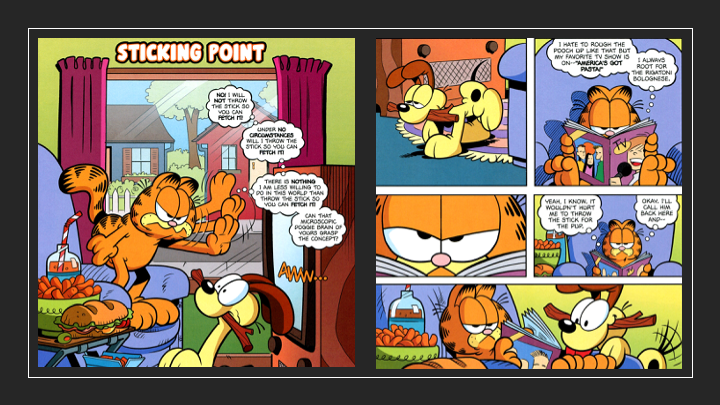 STICKING POINT
NO! I WILL
NOT THROW
THE STICK SO
YOU CAN
FETCH IT!
UNDER NO
CIRCUMSTANCES
WILL I THROW THE
STICK SO YOU CAN
FETCH IT!
THERE IS NOTHING
I AM LESS WILLING TO
DO IN THIS WORLD THAN
THROW THE STICK SO
YOU CAN FETCH IT!
CAN THAT
MICROSCOPIC
DOGGIE BRAIN OF
YOURS GRASP
THE CONCEPT?
AWW...
I HATE TO ROUGH THE
POOCH UP LIKE THAT BUT
MY FAVORITE TV SHOW IS
ON--"AMERICA'S GOT
PASTA!"
I ALWAYS
ROOT FOR
THE RIGATONI
BOLOGNESE.
YEAH, I KNOW. IT
WOULDN'T HURT
ME TO THROW
THE STICK FOR
THE PUP.
OKAY. I'LL
CALL HIM
BACK HERE
AND--